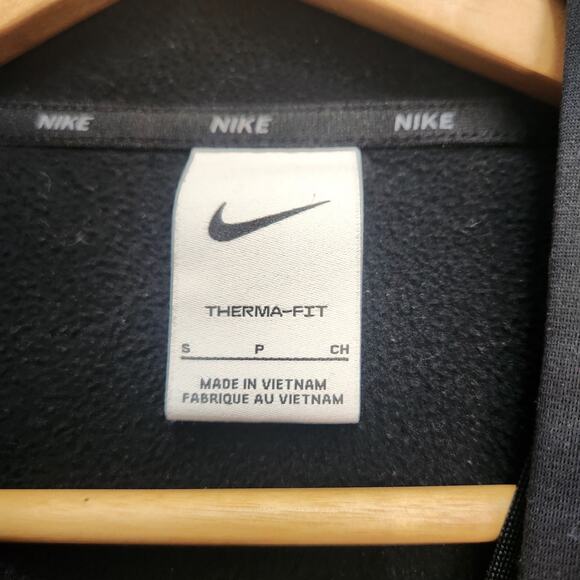 NIKE NIKE NIKE
THERMA-FIT
S P CH
MADE IN VIETNAM
FABRIQUE AU VIETNAM